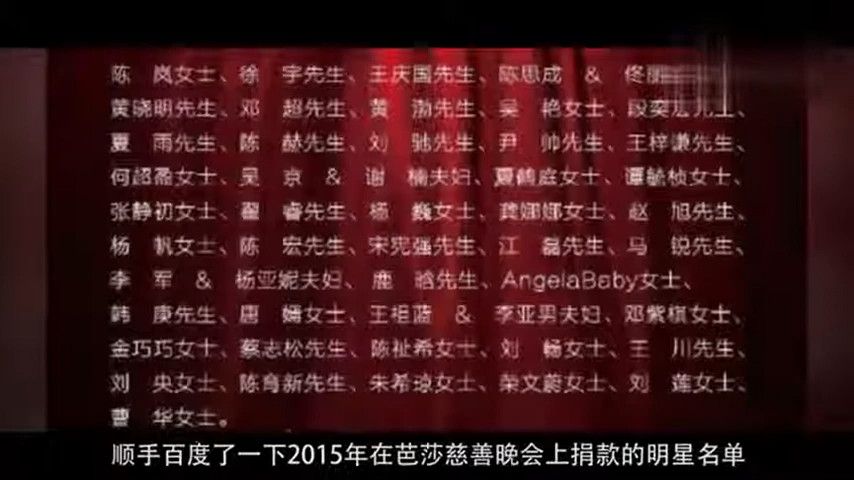 陈 岚女士、徐 宇先生、王庆国先生、陈思成 & 佟丽
黄晓明先生、邓 超先生、黄 渤先生、吴 艳女士、段奕宏先生、
夏 雨先生、陈 赫先生、刘 驰先生、尹 帅先生、王梓谦先生、
何超盈女士、吴 京 & 谢 楠夫妇、夏鹤庭女士、谭毓桢女士、
张静初女士、翟 睿先生、杨 巍女士、龚娜娜女士、赵 旭先生、
杨 帆女士、陈 宏先生、宋宪强先生、江 磊先生、马 锐先生、
李 军 & 杨亚妮夫妇、鹿 晗先生、AngelaBaby女士、
韩 庚先生、唐 嫣女士、王祖蓝 & 李亚男夫妇、邓紫棋女士、
金巧巧女士、蔡志松先生、陈祉希女士、刘 畅女士、王 川先生、
刘 央女士、陈育新先生、朱希琼女士、荣文蔚女士、刘 莲女士、
曹 华女士。
顺手百度了一下2015年在芭莎慈善晚会上捐款的明星名单